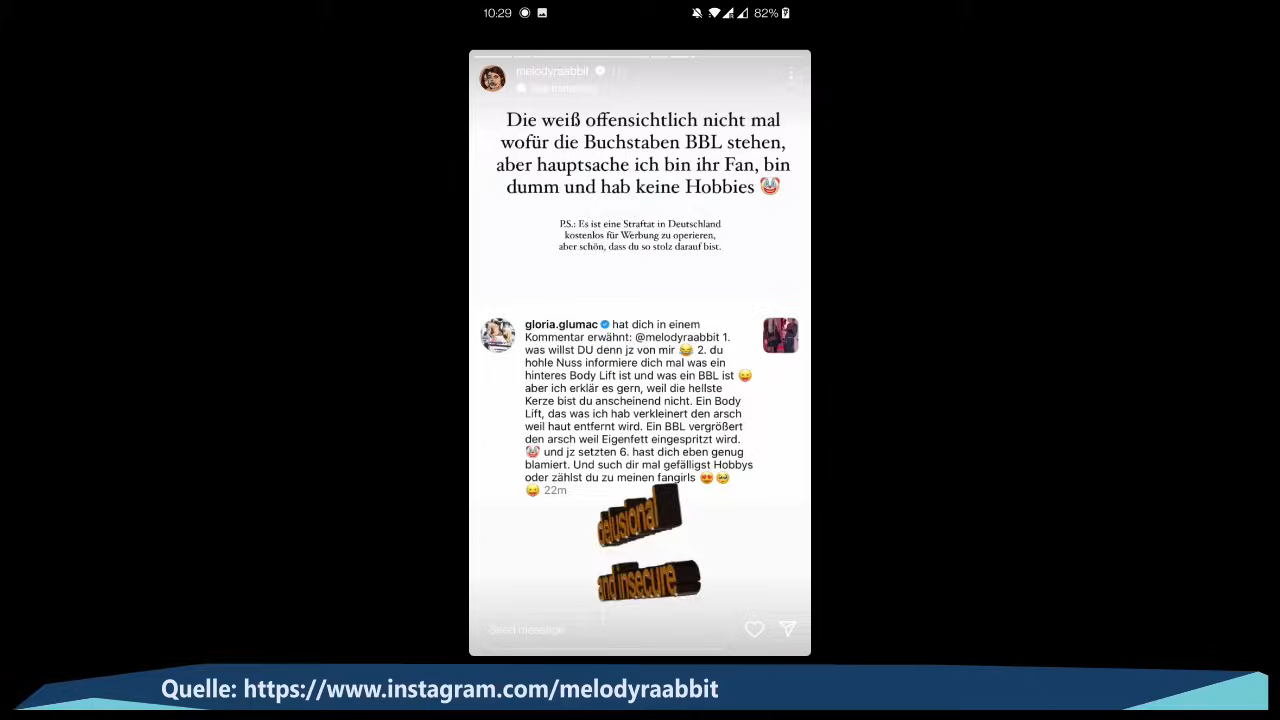 10:29
82%
melodyraabbit
Die weiß offensichtlich nicht mal
wofür die Buchstaben BBL stehen,
aber hauptsache ich bin ihr Fan, bin
dumm und hab keine Hobbies 🤡
P.S.: Es ist eine Straftat in Deutschland
kostenlos für Werbung zu operieren,
aber schön, dass du so stolz darauf bist.
gloria.glumac hat dich in einem
Kommentar erwähnt: @melodyraabbit 1.
was willst DU denn jz von mir 😂 2. du
hohle Nuss informiere dich mal was ein
hinteres Body Lift ist und was ein BBL ist 😝
aber ich erklär es gern, weil die hellste
Kerze bist du anscheinend nicht. Ein Body
Lift, das was ich hab verkleinert den arsch
weil haut entfernt wird. Ein BBL vergrößert
den arsch weil Eigenfett eingespritzt wird.
🤡 und jz setzten 6. hast dich eben genug
blamiert. Und such dir mal gefälligst Hobbys
oder zählst du zu meinen fangirls 😍🥹
😝 22m
delusional
and insecure
Send message
Quelle: https://www.instagram.com/melodyraabbit